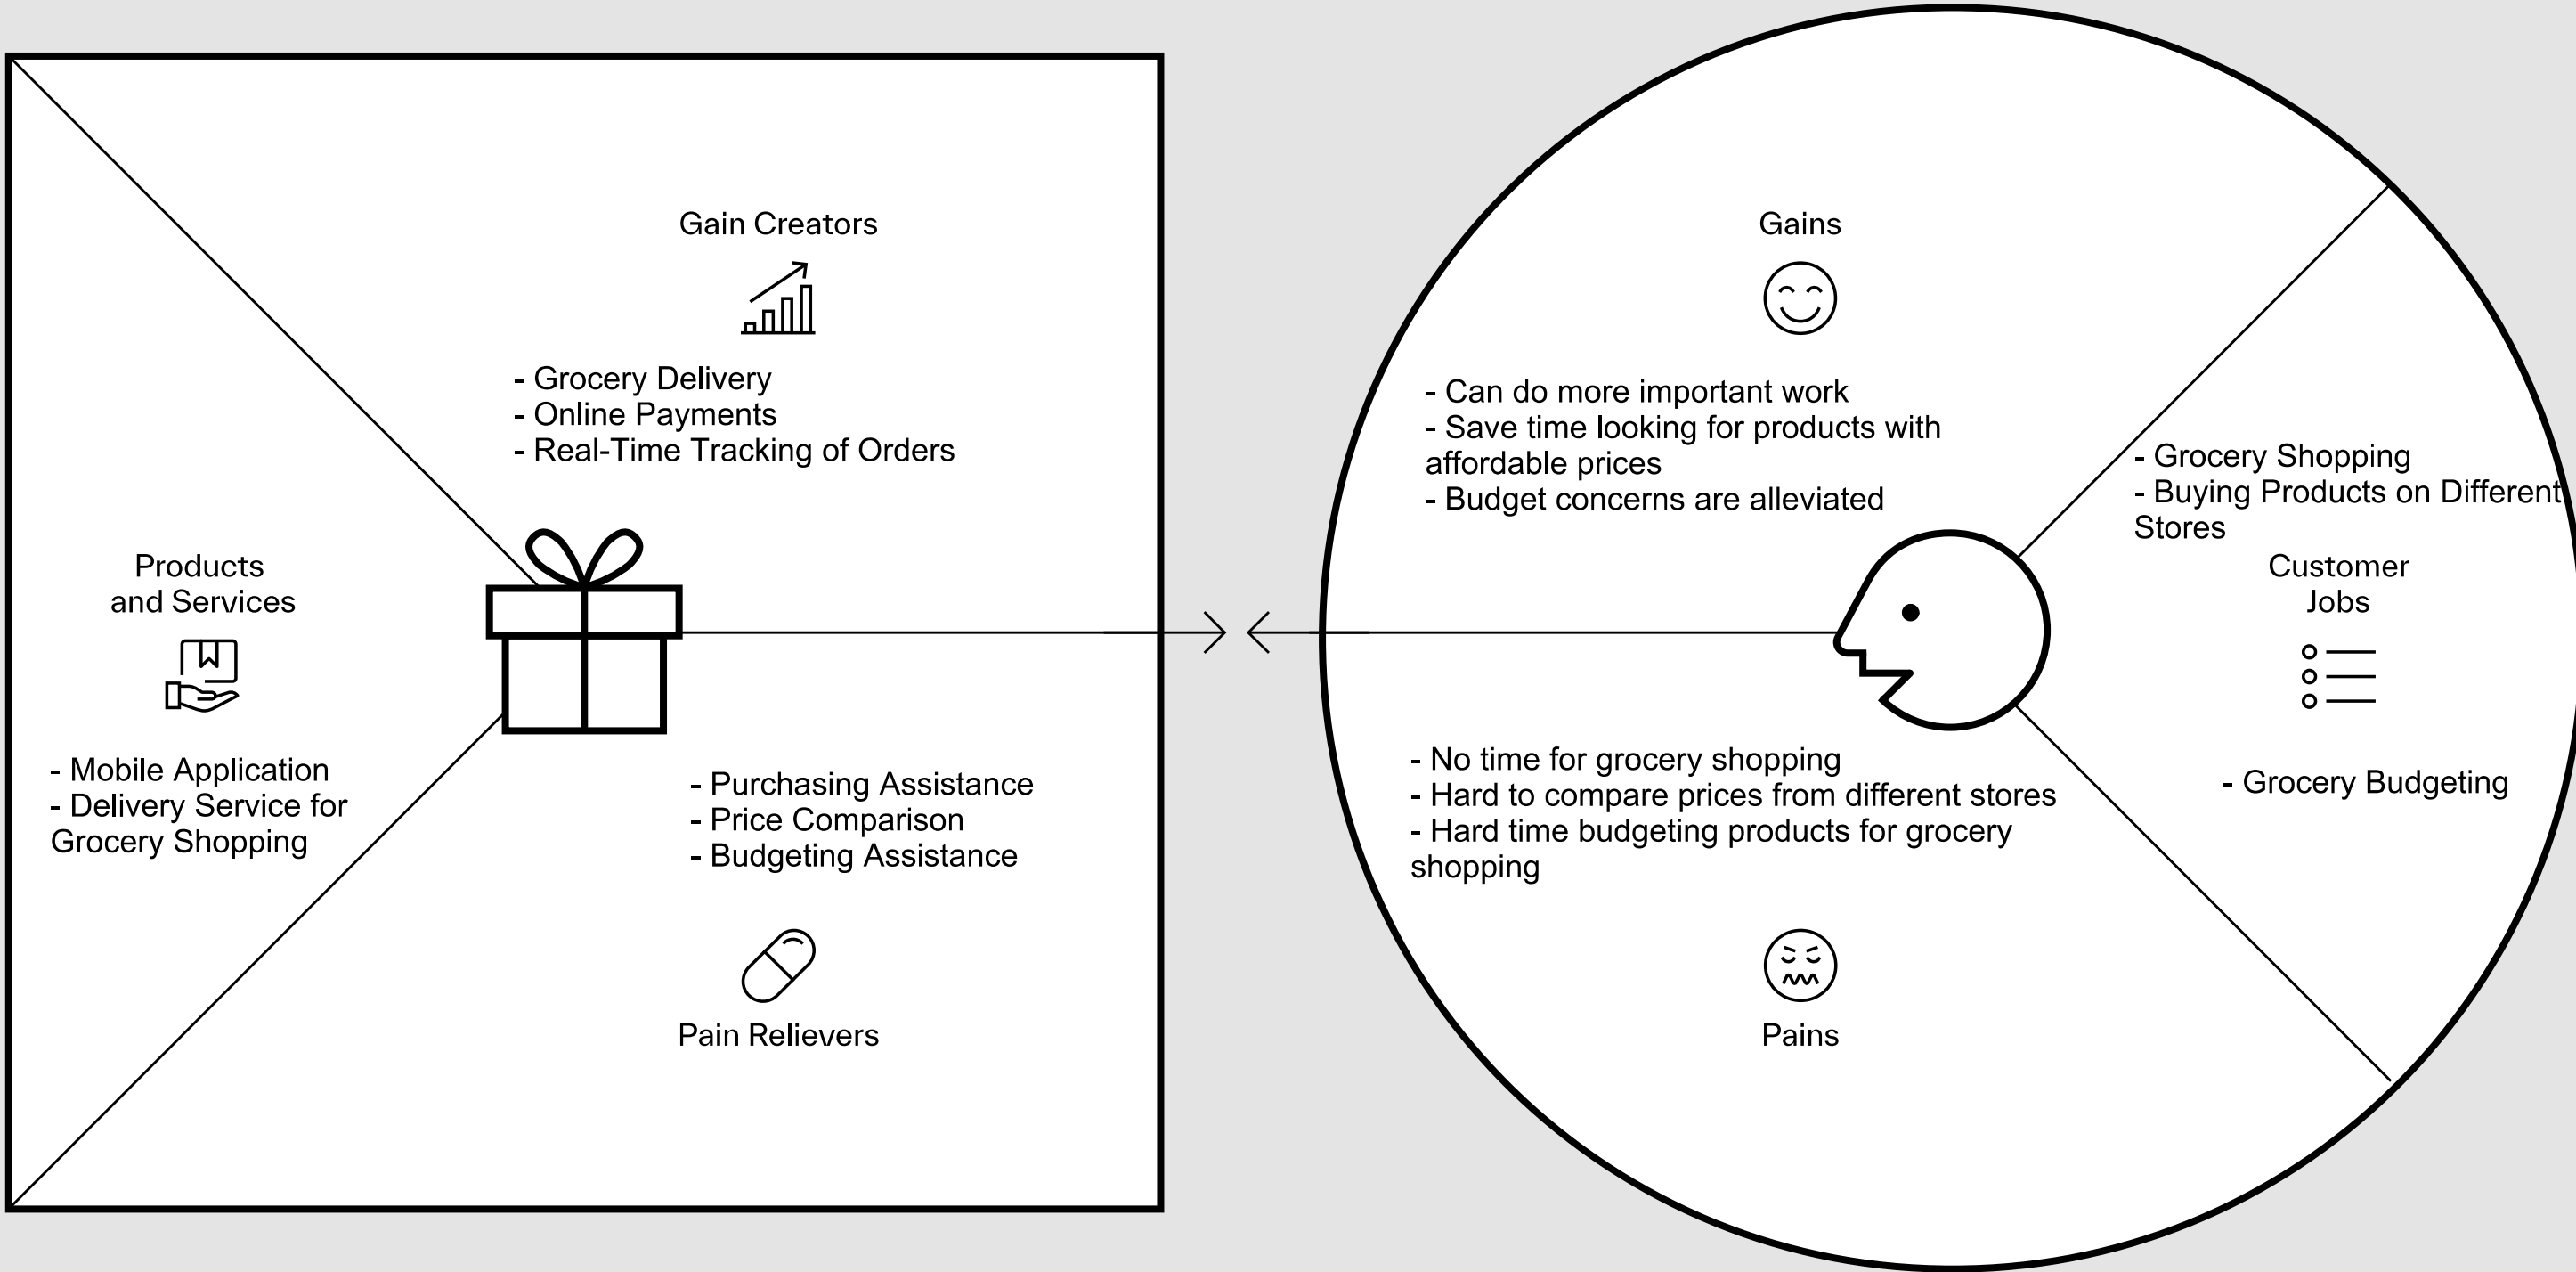 Gain Creators
- Grocery Delivery
- Online Payments
- Real-Time Tracking of Orders
Products
and Services
- Mobile Application
- Delivery Service for
Grocery Shopping
- Purchasing Assistance
- Price Comparison
- Budgeting Assistance
Pain Relievers
Gains
- Can do more important work
- Save time looking for products with
affordable prices
- Budget concerns are alleviated
- Grocery Shopping
- Buying Products on Different
Stores
Customer
Jobs
- Grocery Budgeting
- No time for grocery shopping
- Hard to compare prices from different stores
- Hard time budgeting products for grocery
shopping
Pains